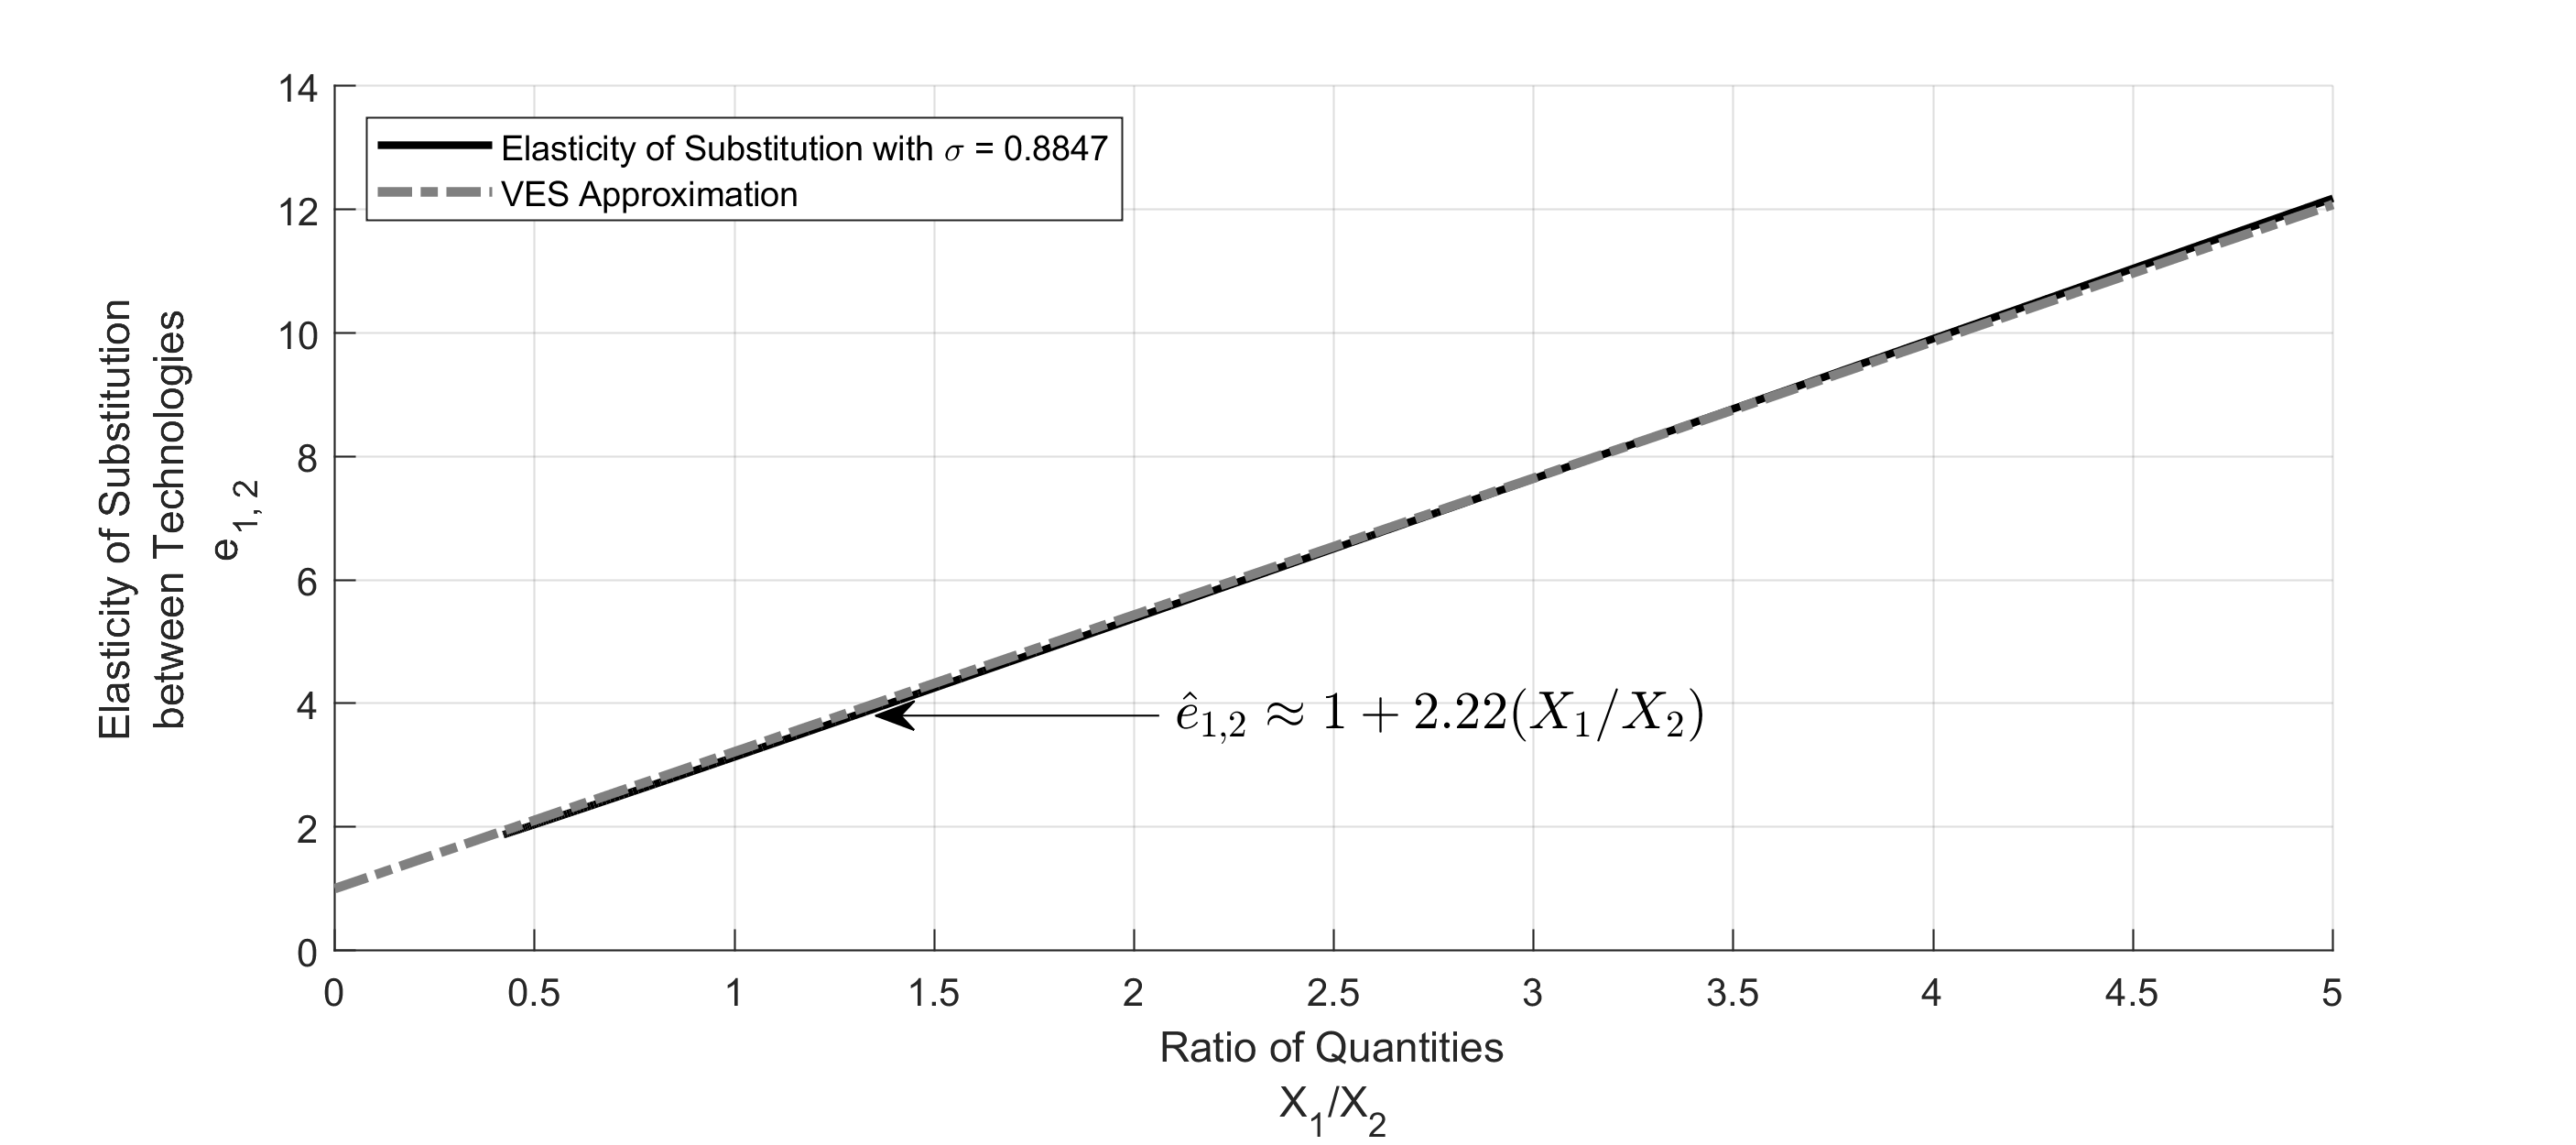 14
12
10
8
6
4
2
0
Elasticity of Substitution with σ = 0.8847
VES Approximation
Elasticity of Substitution
between Technologies
e1, 2
ê1,2 ≈ 1 + 2.22(X1/X2)
0 0.5 1 1.5 2 2.5 3 3.5 4 4.5 5
Ratio of Quantities
X1/X2